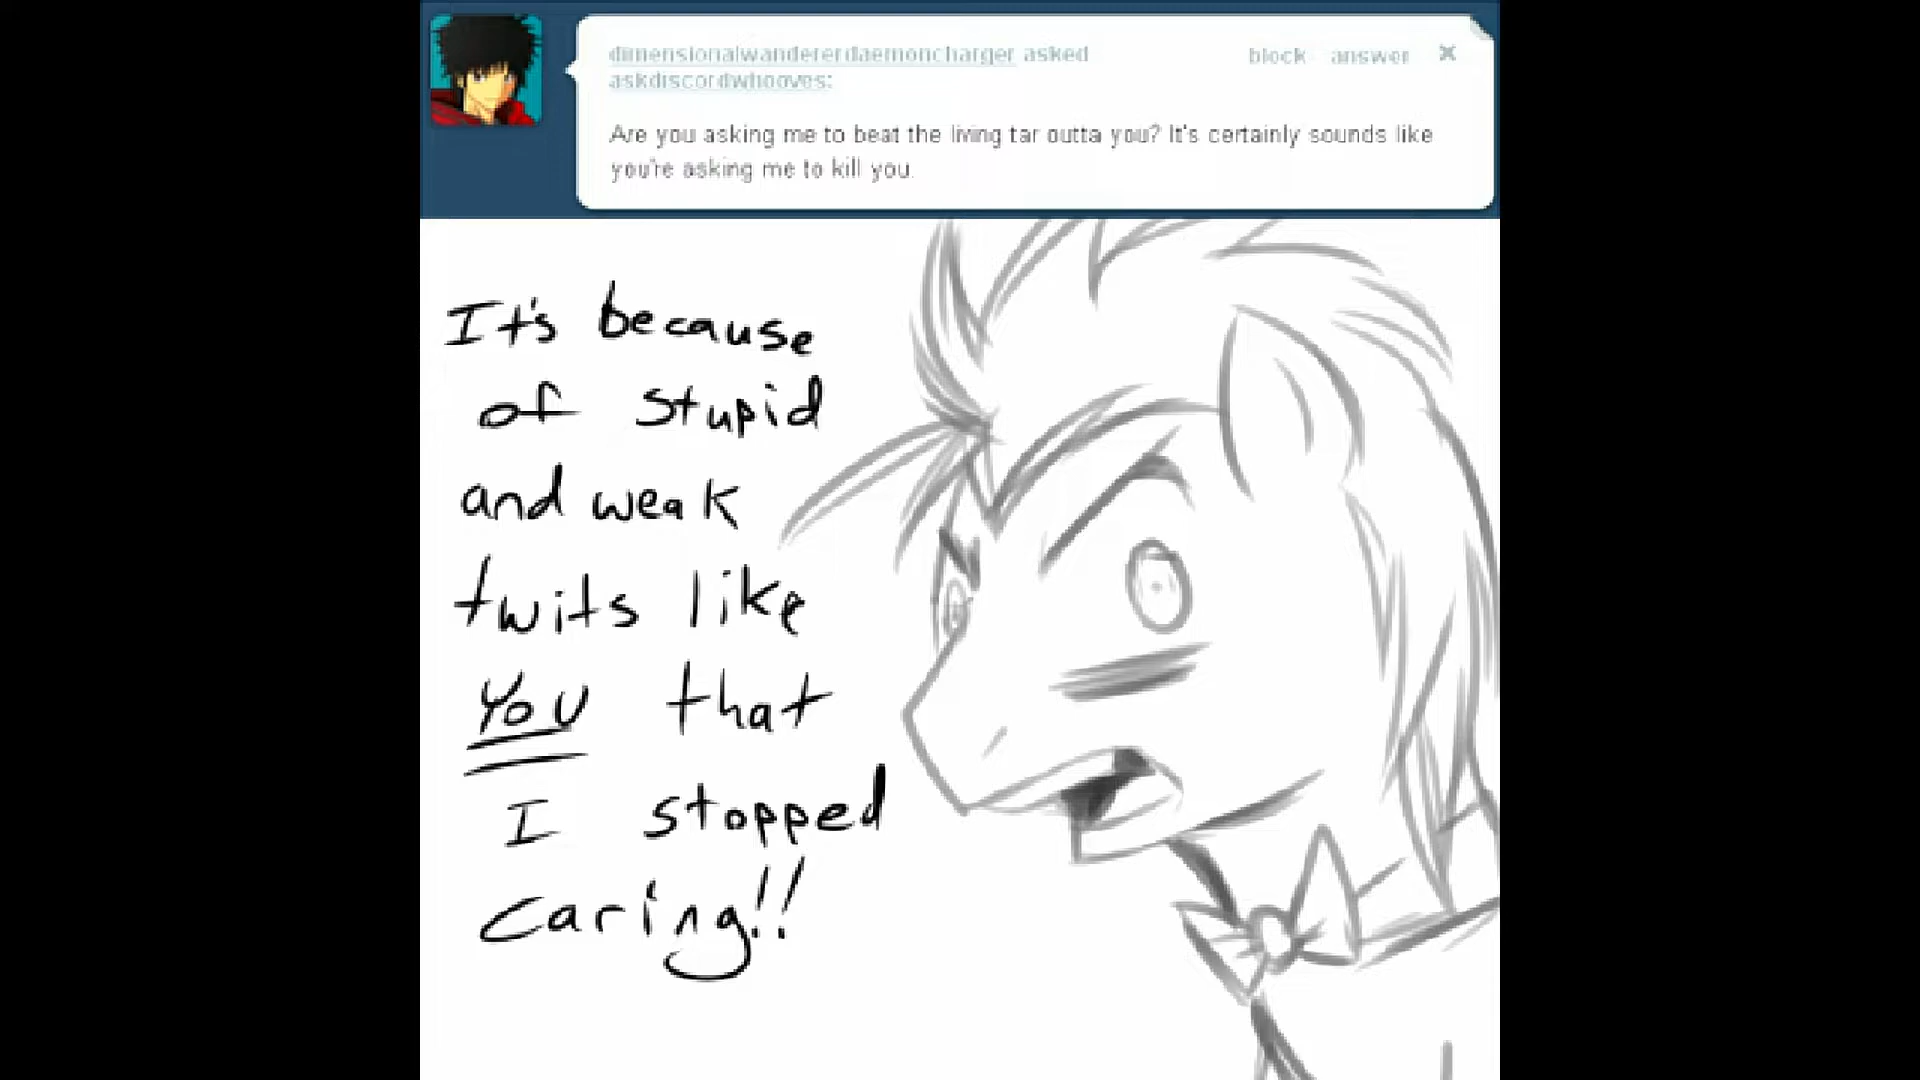 dimensionalwandererdaemoncharger asked block answer ×
askdiscordwhooves:
Are you asking me to beat the living tar outta you? It's certainly sounds like
you're asking me to kill you.
It's because
of stupid
and weak
twits like
YOU that
I stopped
caring!!